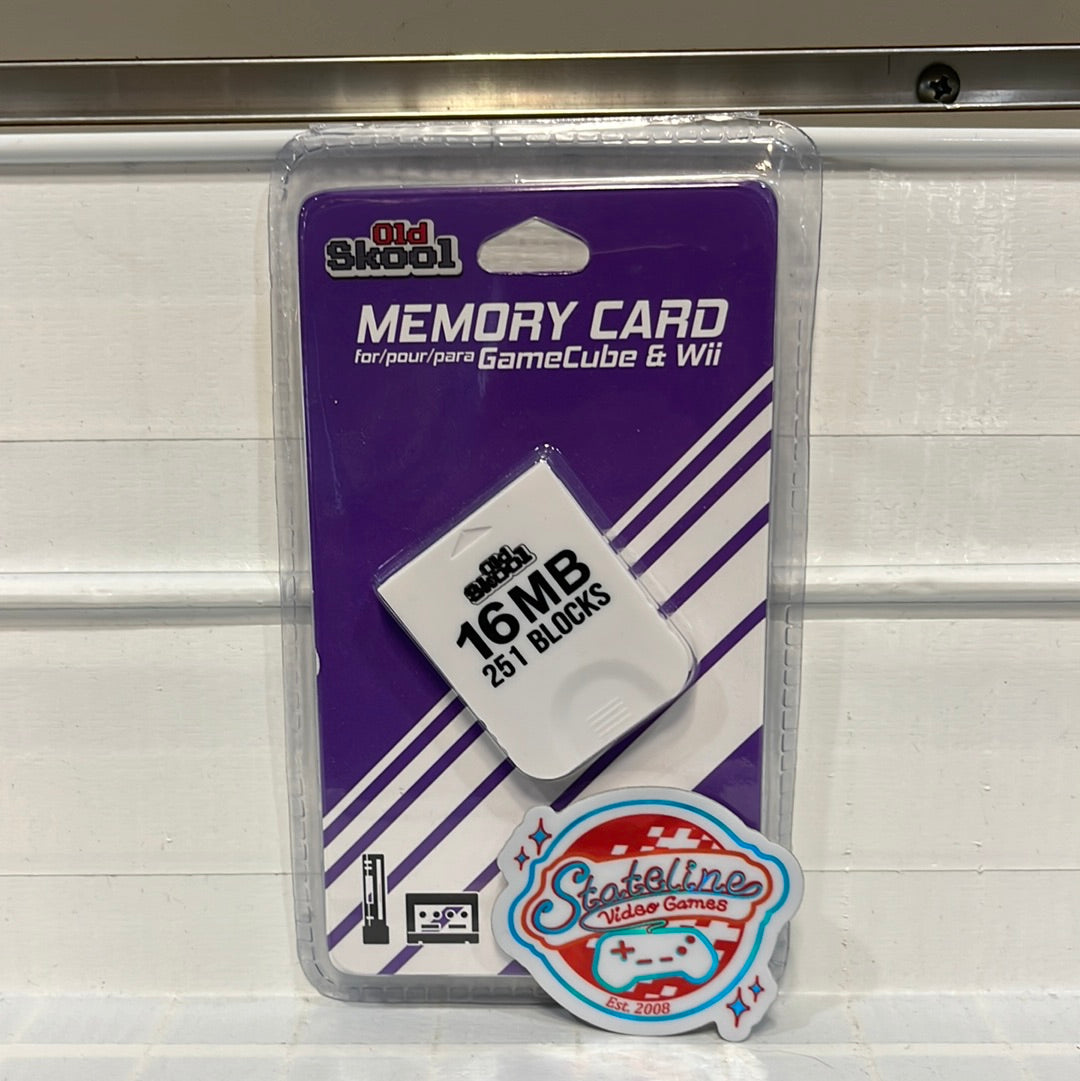 Old
Skool
MEMORY CARD
for/pour/para GameCube & Wii
Old
Skool
16MB
251 BLOCKS
Stateline
Video Games
Est. 2008